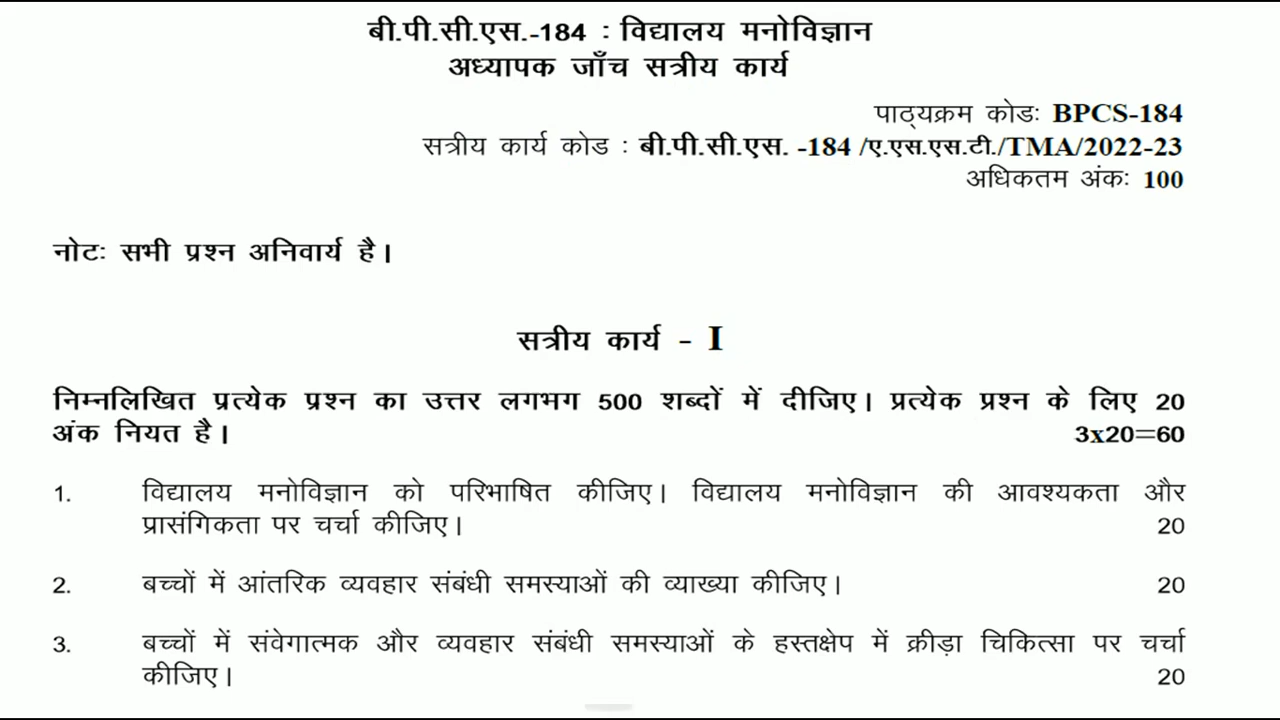 बी.पी.सी.एस.-184 : विद्यालय मनोविज्ञान
अध्यापक जाँच सत्रीय कार्य
पाठ्यक्रम कोडः BPCS-184
सत्रीय कार्य कोड : बी.पी.सी.एस. -184 /ए.एस.एस.टी./TMA/2022-23
अधिकतम अंकः 100
नोटः सभी प्रश्न अनिवार्य है।
सत्रीय कार्य - I
निम्नलिखित प्रत्येक प्रश्न का उत्तर लगभग 500 शब्दों में दीजिए। प्रत्येक प्रश्न के लिए 20
अंक नियत है। 3x20=60
1. विद्यालय मनोविज्ञान को परिभाषित कीजिए। विद्यालय मनोविज्ञान की आवश्यकता और
प्रासंगिकता पर चर्चा कीजिए। 20
2. बच्चों में आंतरिक व्यवहार संबंधी समस्याओं की व्याख्या कीजिए। 20
3. बच्चों में संवेगात्मक और व्यवहार संबंधी समस्याओं के हस्तक्षेप में क्रीड़ा चिकित्सा पर चर्चा
कीजिए। 20